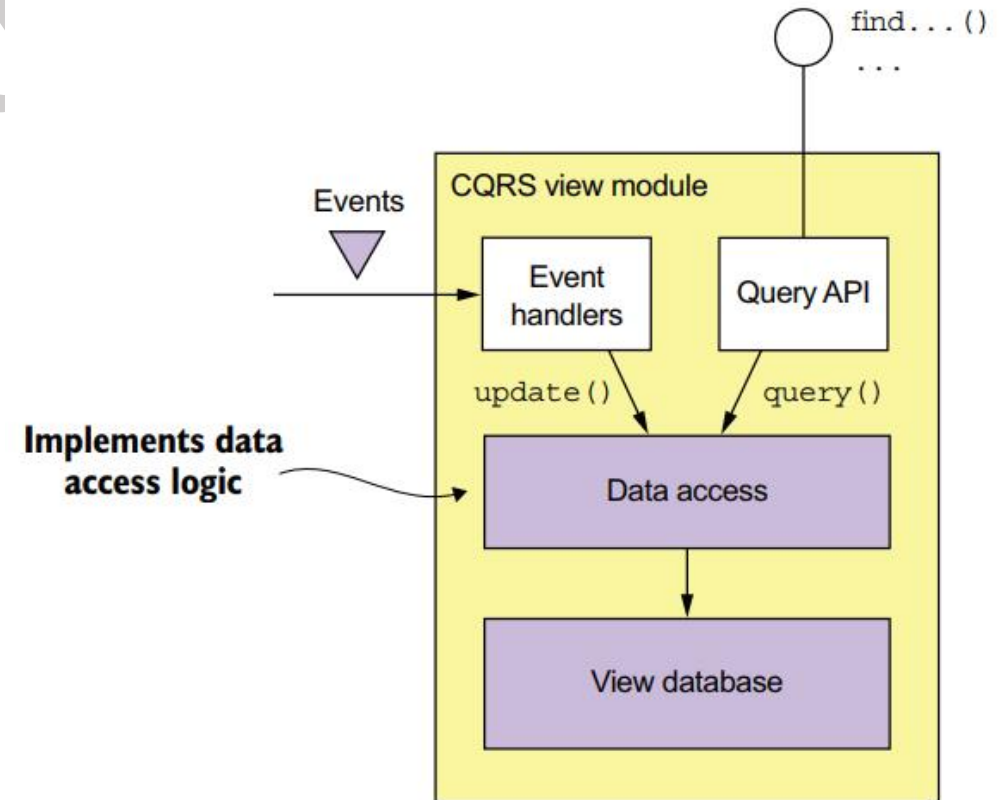 find...()
...
CQRS view module
Events
Event
handlers
Query API
update()
query()
Implements data
access logic
Data access
View database